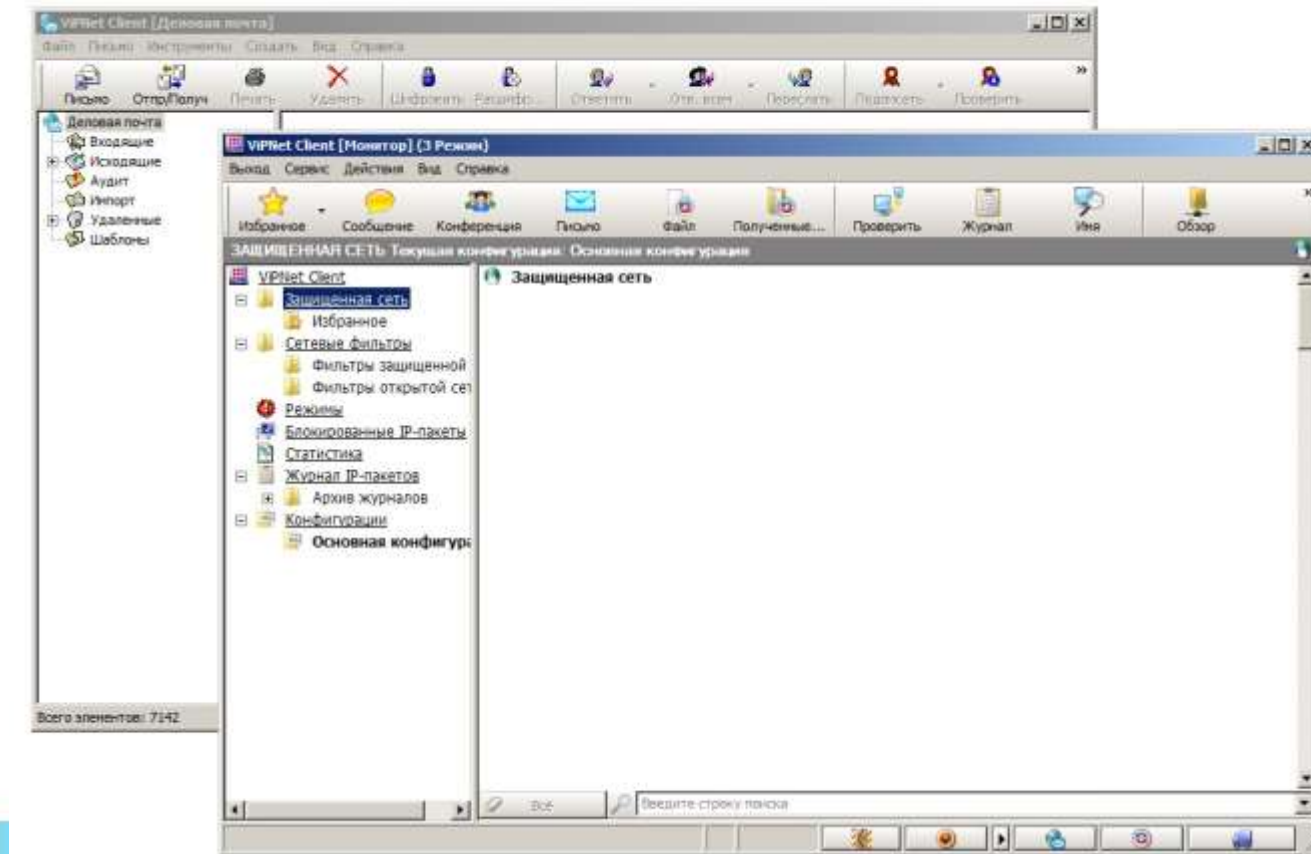 ViPNet Client [Деловая почта]
Файл Письмо Инструменты Создать Вид Справка
Письмо Отпр/Получ Печать Удалить Шифровать Расшифро... Ответить Отв. всем Переслать Подписать Проверить
Деловая почта
Входящие
Исходящие
Аудит
Импорт
Удаленные
Шаблоны
Всего элементов: 7142
ViPNet Client [Монитор] (3 Режим)
Выход Сервис Действия Вид Справка
Избранное Сообщение Конференция Письмо Файл Полученные... Проверить Журнал Имя Обзор
ЗАЩИЩЕННАЯ СЕТЬ Текущая конфигурация: Основная конфигурация
ViPNet Client
Защищенная сеть
Избранное
Сетевые фильтры
Фильтры защищенной
Фильтры открытой сет
Режимы
Блокированные IP-пакеты
Статистика
Журнал IP-пакетов
Архив журналов
Конфигурации
Основная конфигура
Защищенная сеть
Всё Введите строку поиска